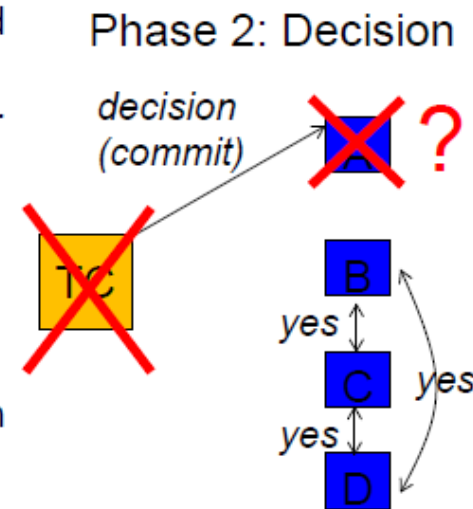 Phase 2: Decision
decision
(commit)
A
?
TC
B
yes
C
yes
yes
D